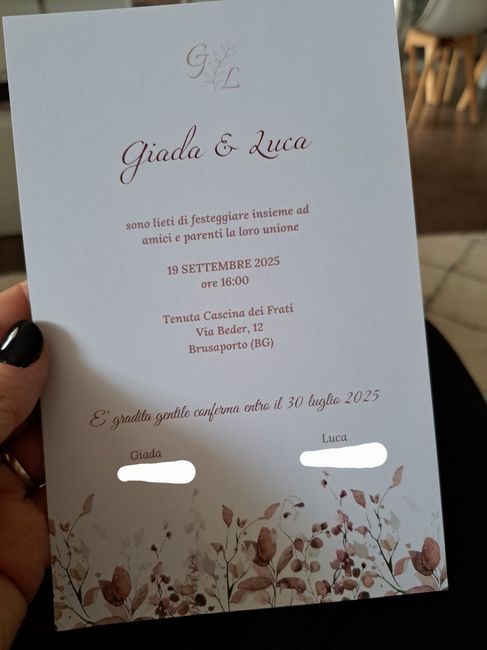 G
L
Giada & Luca
sono lieti di festeggiare insieme ad
amici e parenti la loro unione
19 SETTEMBRE 2025
ore 16:00
Tenuta Cascina dei Frati
Via Beder, 12
Brusaporto (BG)
E' gradita gentile conferma entro il 30 luglio 2025
Giada
Luca